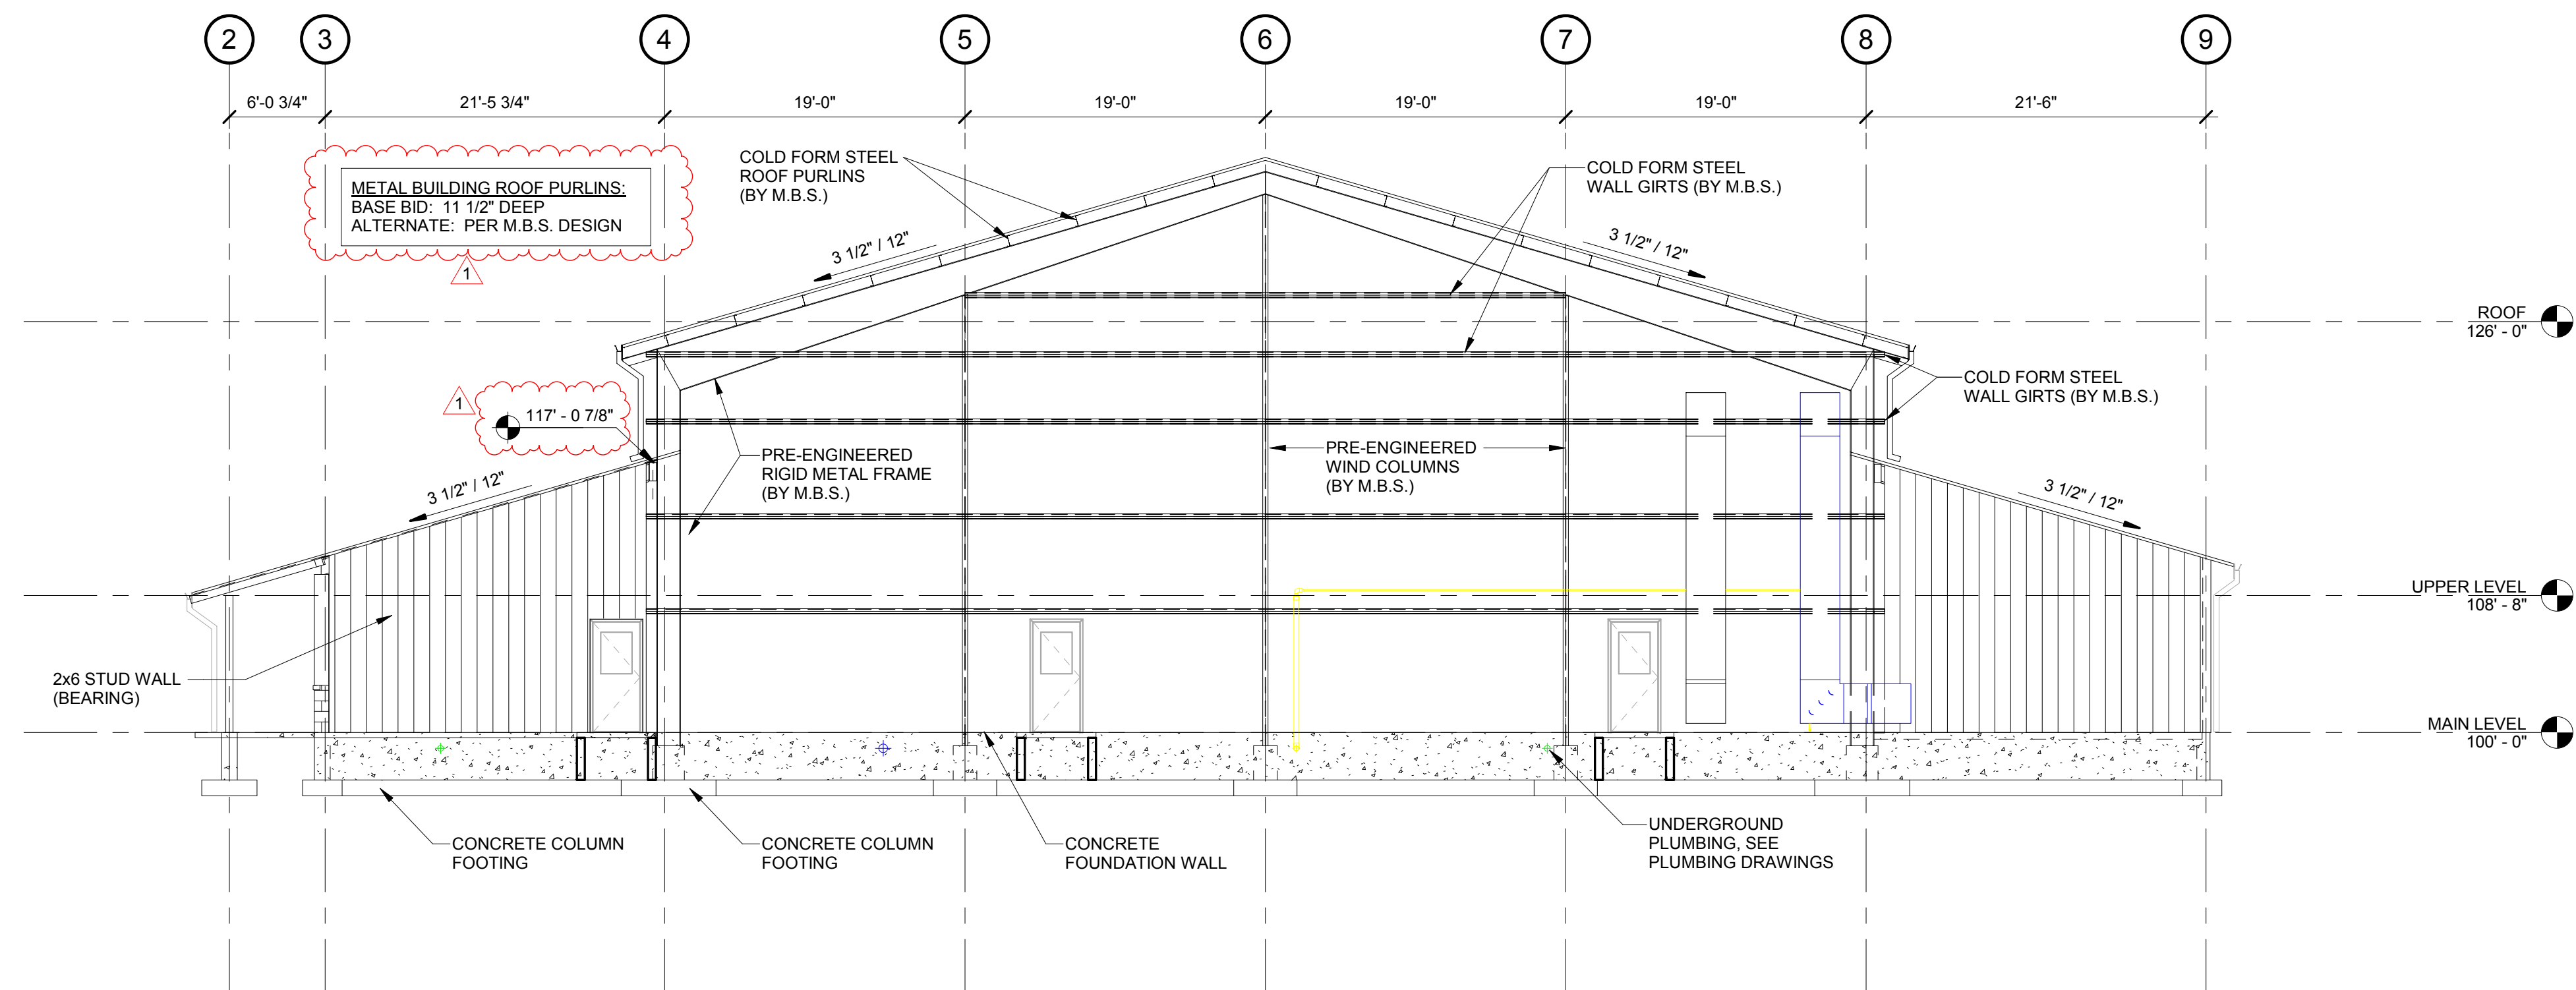 2
3
4
5
6
7
8
9
6'-0 3/4"
21'-5 3/4"
19'-0"
19'-0"
19'-0"
19'-0"
21'-6"
METAL BUILDING ROOF PURLINS:
BASE BID: 11 1/2" DEEP
ALTERNATE: PER M.B.S. DESIGN
1
COLD FORM STEEL
ROOF PURLINS
(BY M.B.S.)
COLD FORM STEEL
WALL GIRTS (BY M.B.S.)
3 1/2" / 12"
3 1/2" / 12"
ROOF
126' - 0"
COLD FORM STEEL
WALL GIRTS (BY M.B.S.)
1
117' - 0 7/8"
PRE-ENGINEERED
RIGID METAL FRAME
(BY M.B.S.)
PRE-ENGINEERED
WIND COLUMNS
(BY M.B.S.)
3 1/2" / 12"
3 1/2" / 12"
UPPER LEVEL
108' - 8"
2x6 STUD WALL
(BEARING)
MAIN LEVEL
100' - 0"
CONCRETE COLUMN
FOOTING
CONCRETE COLUMN
FOOTING
CONCRETE
FOUNDATION WALL
UNDERGROUND
PLUMBING, SEE
PLUMBING DRAWINGS